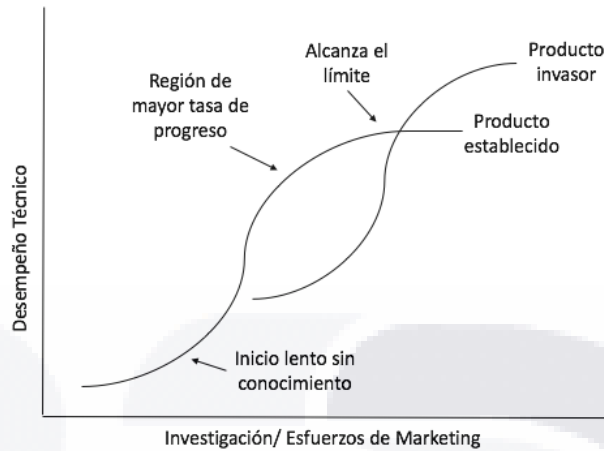 Alcanza el
límite
Producto
invasor
Región de
mayor tasa de
progreso
Producto
establecido
Desempeño Técnico
Inicio lento sin
conocimiento
Investigación/ Esfuerzos de Marketing